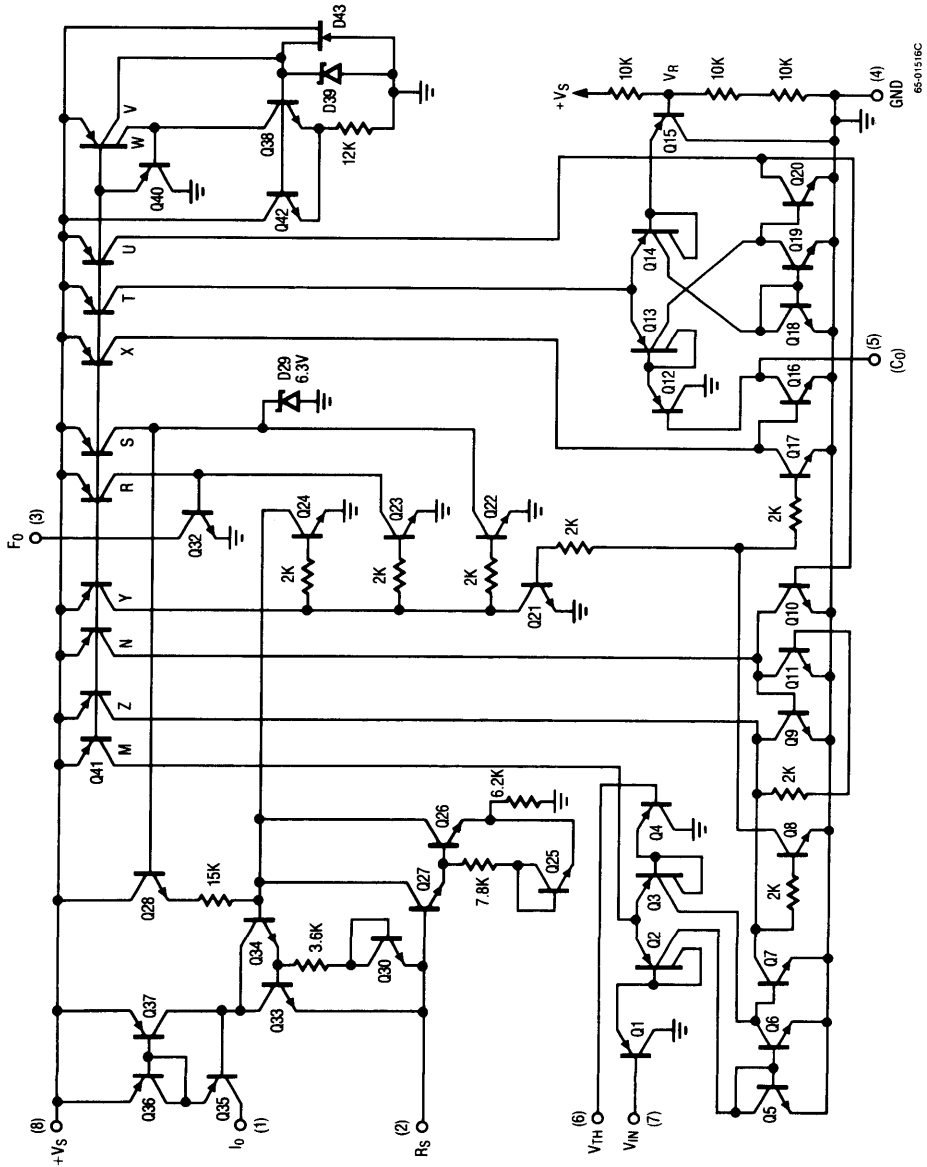 +VS
(8)
Q36
Q37
Q35
I0
(1)
Q28
15K
Q34
Q33
3.6K
Q30
Q27
Q26
7.8K
Q25
6.2K
RS
(2)
Q41
M
Z
N
Y
R
S
X
T
U
W
V
F0
(3)
Q32
Q24
2K
Q23
2K
Q22
2K
Q21
2K
D29
6.3V
Q40
Q42
Q38
D39
D43
12K
VTH
(6)
VIN
(7)
Q1
Q2
Q3
Q4
Q5
Q6
Q7
2K
Q8
2K
Q9
Q11
Q10
2K
Q17
Q16
(5)
(C0)
Q12
Q13
Q14
Q15
Q18
Q19
Q20
+VS
10K
VR
10K
10K
(4)
GND
65-01516C